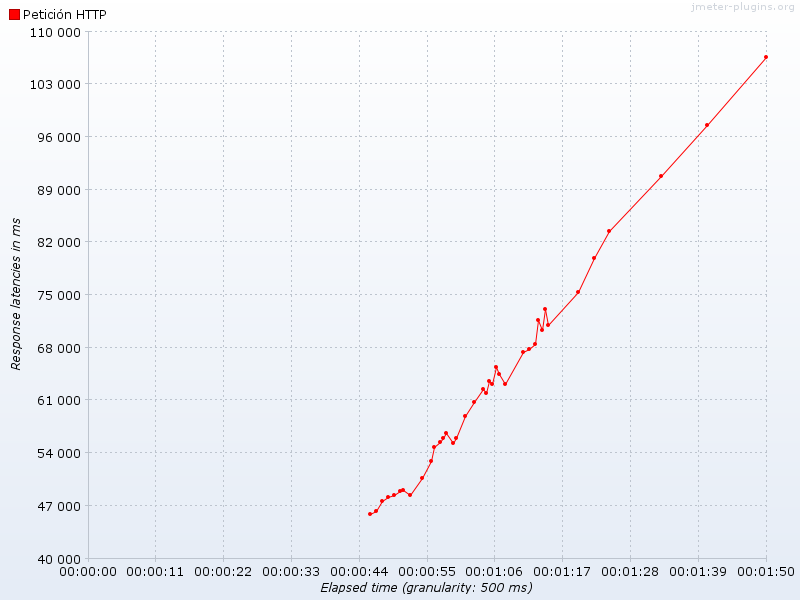 jmeter-plugins.org
Petición HTTP
110 000
103 000
96 000
89 000
82 000
75 000
68 000
61 000
54 000
47 000
40 000
Response latencies in ms
00:00:00 00:00:11 00:00:22 00:00:33 00:00:44 00:00:55 00:01:06 00:01:17 00:01:28 00:01:39 00:01:50
Elapsed time (granularity: 500 ms)